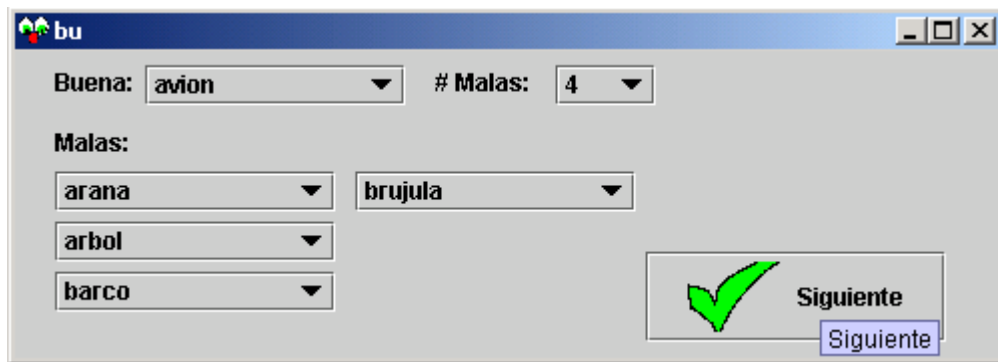 bu
Buena: avion # Malas: 4
Malas:
arana brujula
arbol
barco
Siguiente
Siguiente